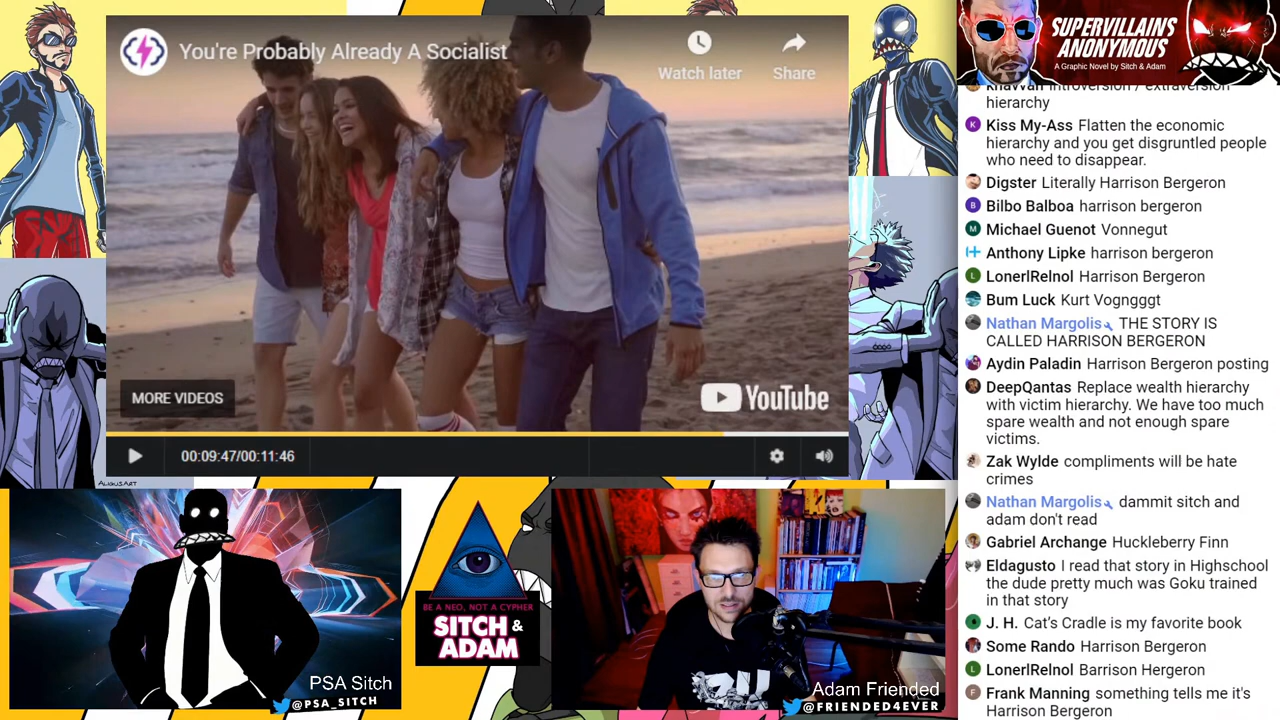 You're Probably Already A Socialist
Watch later
Share
MORE VIDEOS
YouTube
00:09:47/00:11:46
ALIGUSART
PSA Sitch
@PSA_SITCH
BE A NEO, NOT A CYPHER
SITCH &
ADAM
Adam Friended
@FRIENDED4EVER
SUPERVILLAINS
ANONYMOUS
A Graphic Novel by Sitch & Adam
introversion / extraversion
hierarchy
K Kiss My-Ass Flatten the economic
hierarchy and you get disgruntled people
who need to disappear.
Digster Literally Harrison Bergeron
B Bilbo Balboa harrison bergeron
M Michael Guenot Vonnegut
Anthony Lipke harrison bergeron
L LonerlRelnol Harrison Bergeron
Bum Luck Kurt Vogngggt
Nathan Margolis THE STORY IS
CALLED HARRISON BERGERON
Aydin Paladin Harrison Bergeron posting
DeepQantas Replace wealth hierarchy
with victim hierarchy. We have too much
spare wealth and not enough spare
victims.
Zak Wylde compliments will be hate
crimes
Nathan Margolis dammit sitch and
adam don't read
Gabriel Archange Huckleberry Finn
Eldagusto I read that story in Highschool
the dude pretty much was Goku trained
in that story
J. H. Cat's Cradle is my favorite book
Some Rando Harrison Bergeron
L LonerlRelnol Barrison Hergeron
F Frank Manning something tells me it's
Harrison Bergeron